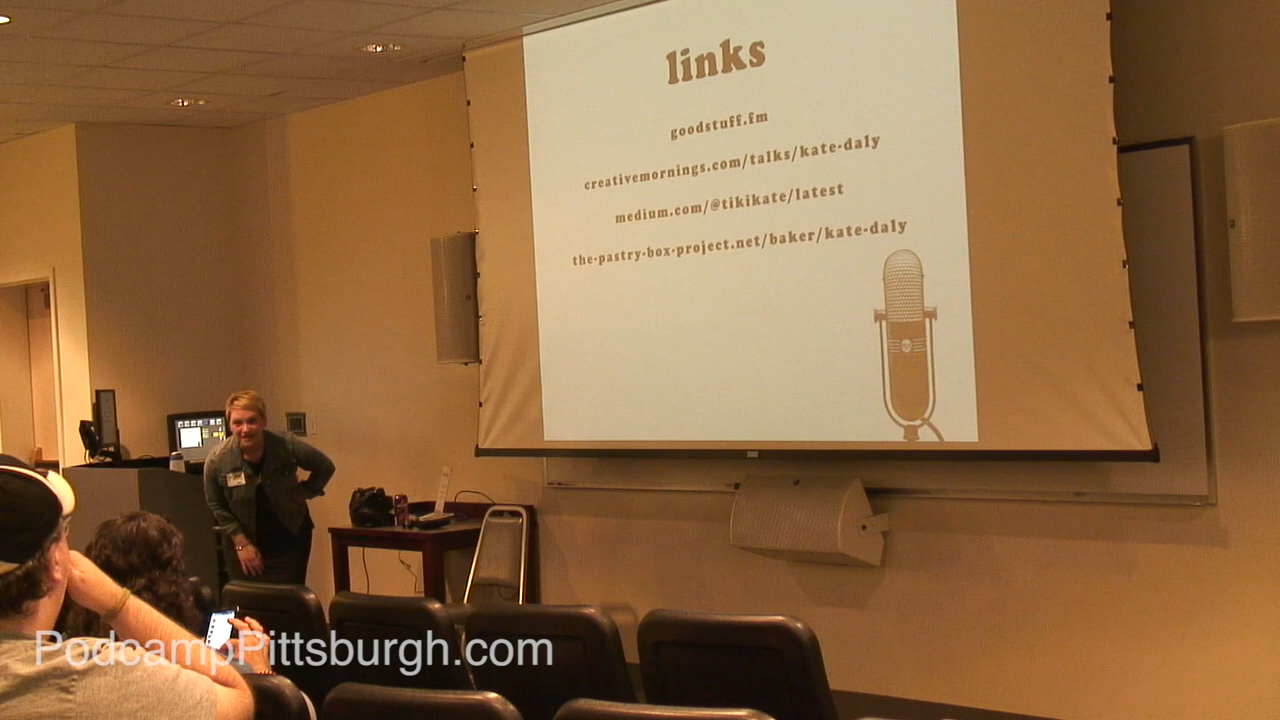 links
goodstuff.fm
creativemornings.com/talks/kate-daly
medium.com/@tikikate/latest
the-pastry-box-project.net/baker/kate-daly
PodcampPittsburgh.com